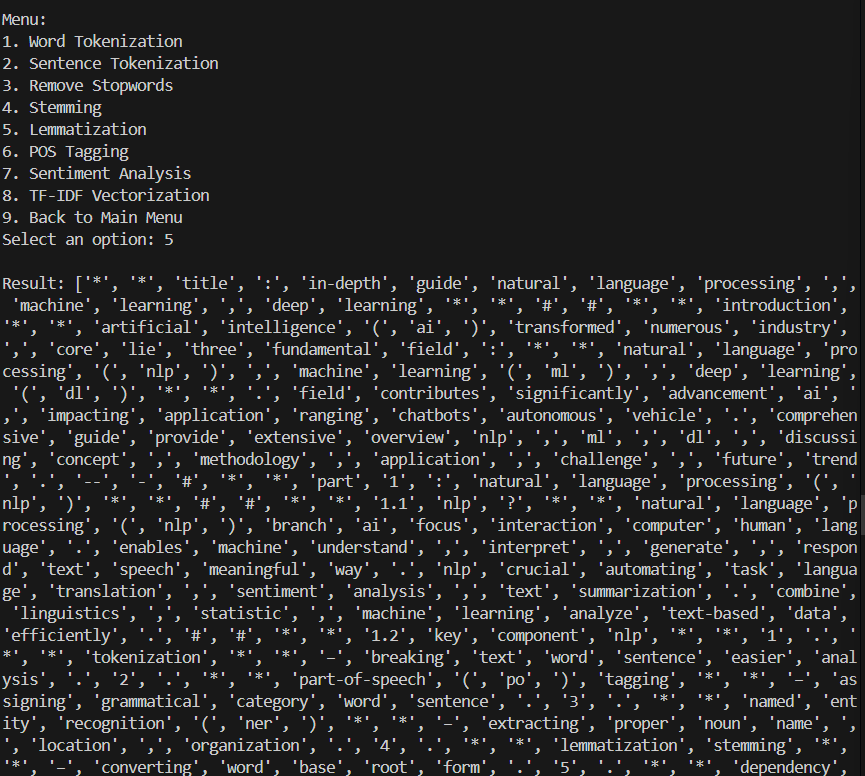 Menu:
1. Word Tokenization
2. Sentence Tokenization
3. Remove Stopwords
4. Stemming
5. Lemmatization
6. POS Tagging
7. Sentiment Analysis
8. TF-IDF Vectorization
9. Back to Main Menu
Select an option: 5
Result: ['*', '*', 'title', ':', 'in-depth', 'guide', 'natural', 'language', 'processing', ',',
'machine', 'learning', ',', 'deep', 'learning', '*', '*', '#', '#', '*', '*', 'introduction',
'*', '*', 'artificial', 'intelligence', '(', 'ai', ')', 'transformed', 'numerous', 'industry',
',', 'core', 'lie', 'three', 'fundamental', 'field', ':', '*', '*', 'natural', 'language', 'pro
cessing', '(', 'nlp', ')', ',', 'machine', 'learning', '(', 'ml', ')', ',', 'deep', 'learning',
'(', 'dl', ')', '*', '*', '.', 'field', 'contributes', 'significantly', 'advancement', 'ai', '
,', 'impacting', 'application', 'ranging', 'chatbots', 'autonomous', 'vehicle', '.', 'comprehen
sive', 'guide', 'provide', 'extensive', 'overview', 'nlp', ',', 'ml', ',', 'dl', ',', 'discussi
ng', 'concept', ',', 'methodology', ',', 'application', ',', 'challenge', ',', 'future', 'trend
', '.', '--', '-', '#', '*', '*', 'part', '1', ':', 'natural', 'language', 'processing', '(', '
nlp', ')', '*', '*', '#', '#', '*', '*', '1.1', 'nlp', '?', '*', '*', 'natural', 'language', 'p
rocessing', '(', 'nlp', ')', 'branch', 'ai', 'focus', 'interaction', 'computer', 'human', 'lang
uage', '.', 'enables', 'machine', 'understand', ',', 'interpret', ',', 'generate', ',', 'respon
d', 'text', 'speech', 'meaningful', 'way', '.', 'nlp', 'crucial', 'automating', 'task', 'langua
ge', 'translation', ',', 'sentiment', 'analysis', ',', 'text', 'summarization', '.', 'combine',
'linguistics', ',', 'statistic', ',', 'machine', 'learning', 'analyze', 'text-based', 'data',
'efficiently', '.', '#', '#', '*', '*', '1.2', 'key', 'component', 'nlp', '*', '*', '1', '.', '
*', '*', 'tokenization', '*', '*', '–', 'breaking', 'text', 'word', 'sentence', 'easier', 'anal
ysis', '.', '2', '.', '*', '*', 'part-of-speech', '(', 'po', ')', 'tagging', '*', '*', '–', 'as
signing', 'grammatical', 'category', 'word', 'sentence', '.', '3', '.', '*', '*', 'named', 'ent
ity', 'recognition', '(', 'ner', ')', '*', '*', '–', 'extracting', 'proper', 'noun', 'name', ',
', 'location', ',', 'organization', '.', '4', '.', '*', '*', 'lemmatization', 'stemming', '*',
'*', '–', 'converting', 'word', 'base', 'root', 'form', '.', '5', '.', '*', '*', 'dependency',